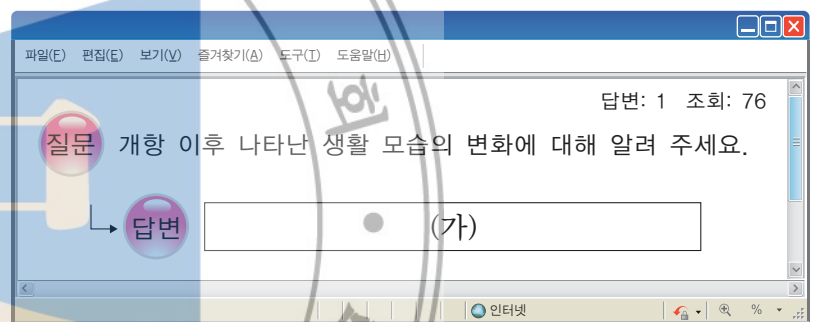 파일(F) 편집(E) 보기(V) 즐겨찾기(A) 도구(T) 도움말(H)
답변: 1 조회: 76
질문 개항 이후 나타난 생활 모습의 변화에 대해 알려 주세요.
답변 (가)
인터넷 %